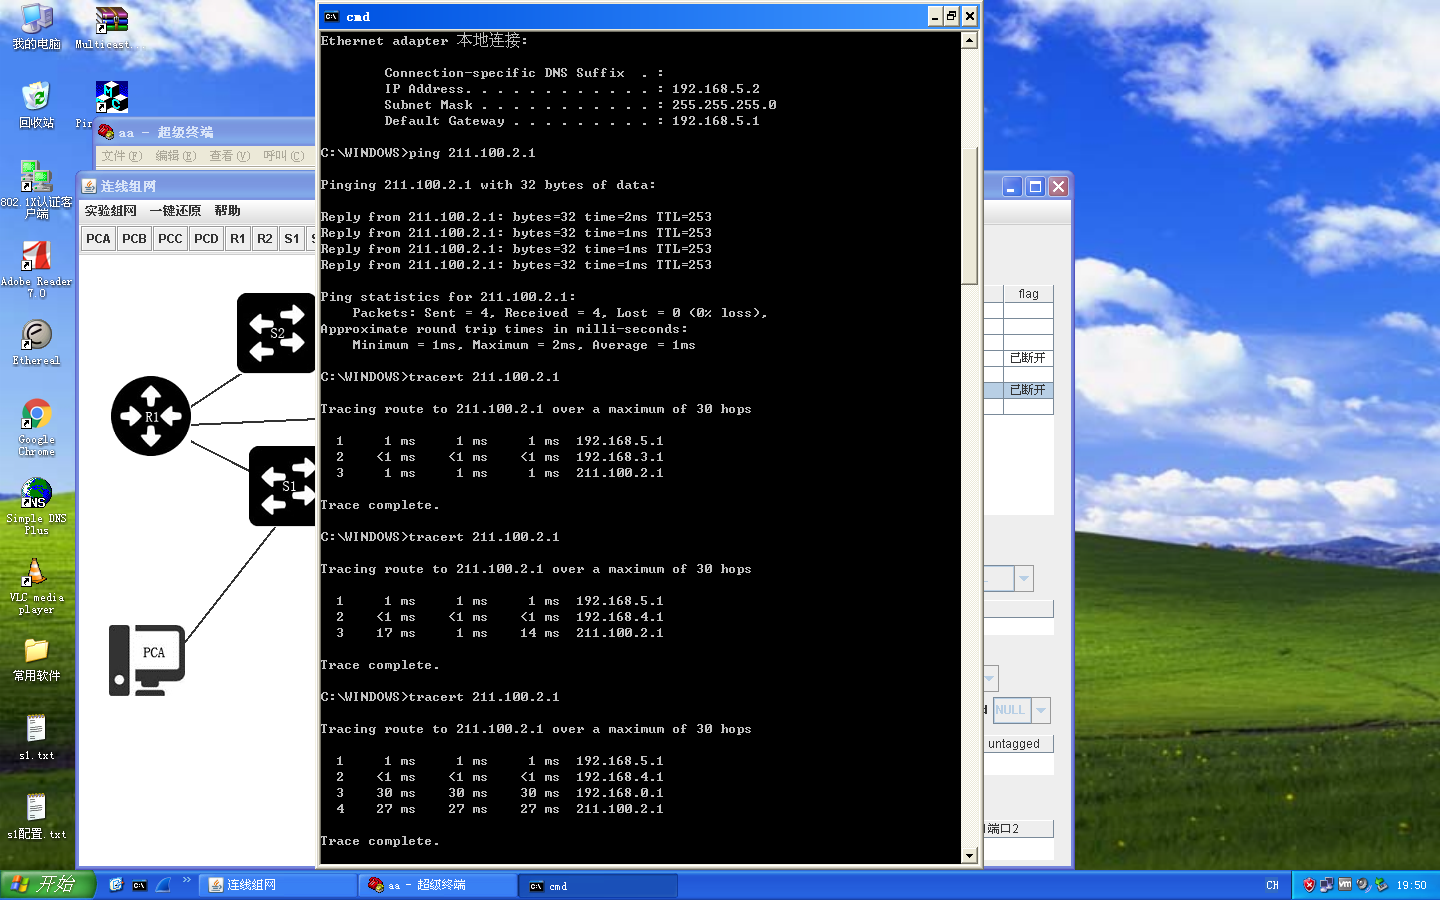 我的电脑
Multicast...
回收站
Pin
802.1X认证客户端
Adobe Reader 7.0
Ethereal
Google Chrome
Simple DNS Plus
VLC media player
常用软件
s1.txt
s1配置.txt
aa - 超级终端
文件(F) 编辑(E) 查看(V) 呼叫(C)
连线组网
实验组网 一键还原 帮助
PCA PCB PCC PCD R1 R2 S1
S2
R1
S1
PCA
cmd
Ethernet adapter 本地连接:
Connection-specific DNS Suffix  . :
IP Address. . . . . . . . . . . . : 192.168.5.2
Subnet Mask . . . . . . . . . . . : 255.255.255.0
Default Gateway . . . . . . . . . : 192.168.5.1
C:\WINDOWS>ping 211.100.2.1
Pinging 211.100.2.1 with 32 bytes of data:
Reply from 211.100.2.1: bytes=32 time=2ms TTL=253
Reply from 211.100.2.1: bytes=32 time=1ms TTL=253
Reply from 211.100.2.1: bytes=32 time=1ms TTL=253
Reply from 211.100.2.1: bytes=32 time=1ms TTL=253
Ping statistics for 211.100.2.1:
Packets: Sent = 4, Received = 4, Lost = 0 (0% loss),
Approximate round trip times in milli-seconds:
Minimum = 1ms, Maximum = 2ms, Average = 1ms
C:\WINDOWS>tracert 211.100.2.1
Tracing route to 211.100.2.1 over a maximum of 30 hops
1     1 ms     1 ms     1 ms  192.168.5.1
2    <1 ms    <1 ms    <1 ms  192.168.3.1
3     1 ms     1 ms     1 ms  211.100.2.1
Trace complete.
C:\WINDOWS>tracert 211.100.2.1
Tracing route to 211.100.2.1 over a maximum of 30 hops
1     1 ms     1 ms     1 ms  192.168.5.1
2    <1 ms    <1 ms    <1 ms  192.168.4.1
3    17 ms     1 ms    14 ms  211.100.2.1
Trace complete.
C:\WINDOWS>tracert 211.100.2.1
Tracing route to 211.100.2.1 over a maximum of 30 hops
1     1 ms     1 ms     1 ms  192.168.5.1
2    <1 ms    <1 ms    <1 ms  192.168.4.1
3    30 ms    30 ms    30 ms  192.168.0.1
4    27 ms    27 ms    27 ms  211.100.2.1
Trace complete.
flag
已断开
已断开
NULL
untagged
端口2
开始
连线组网
aa - 超级终端
cmd
CH
19:50